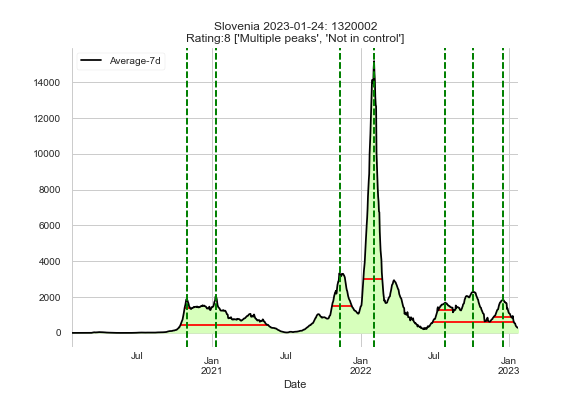 Slovenia 2023-01-24: 1320002
Rating:8 ['Multiple peaks', 'Not in control']
Average-7d
14000
12000
10000
8000
6000
4000
2000
0
Jul
Jan
2021
Jul
Jan
2022
Jul
Jan
2023
Date